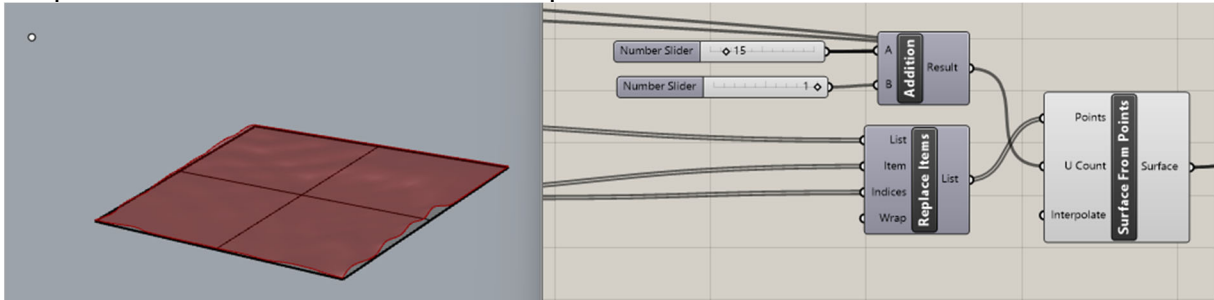 Number Slider 15
Number Slider 1
A
B
Addition
Result
List
Item
Indices
Wrap
Replace Items
List
Points
U Count
Interpolate
Surface From Points
Surface